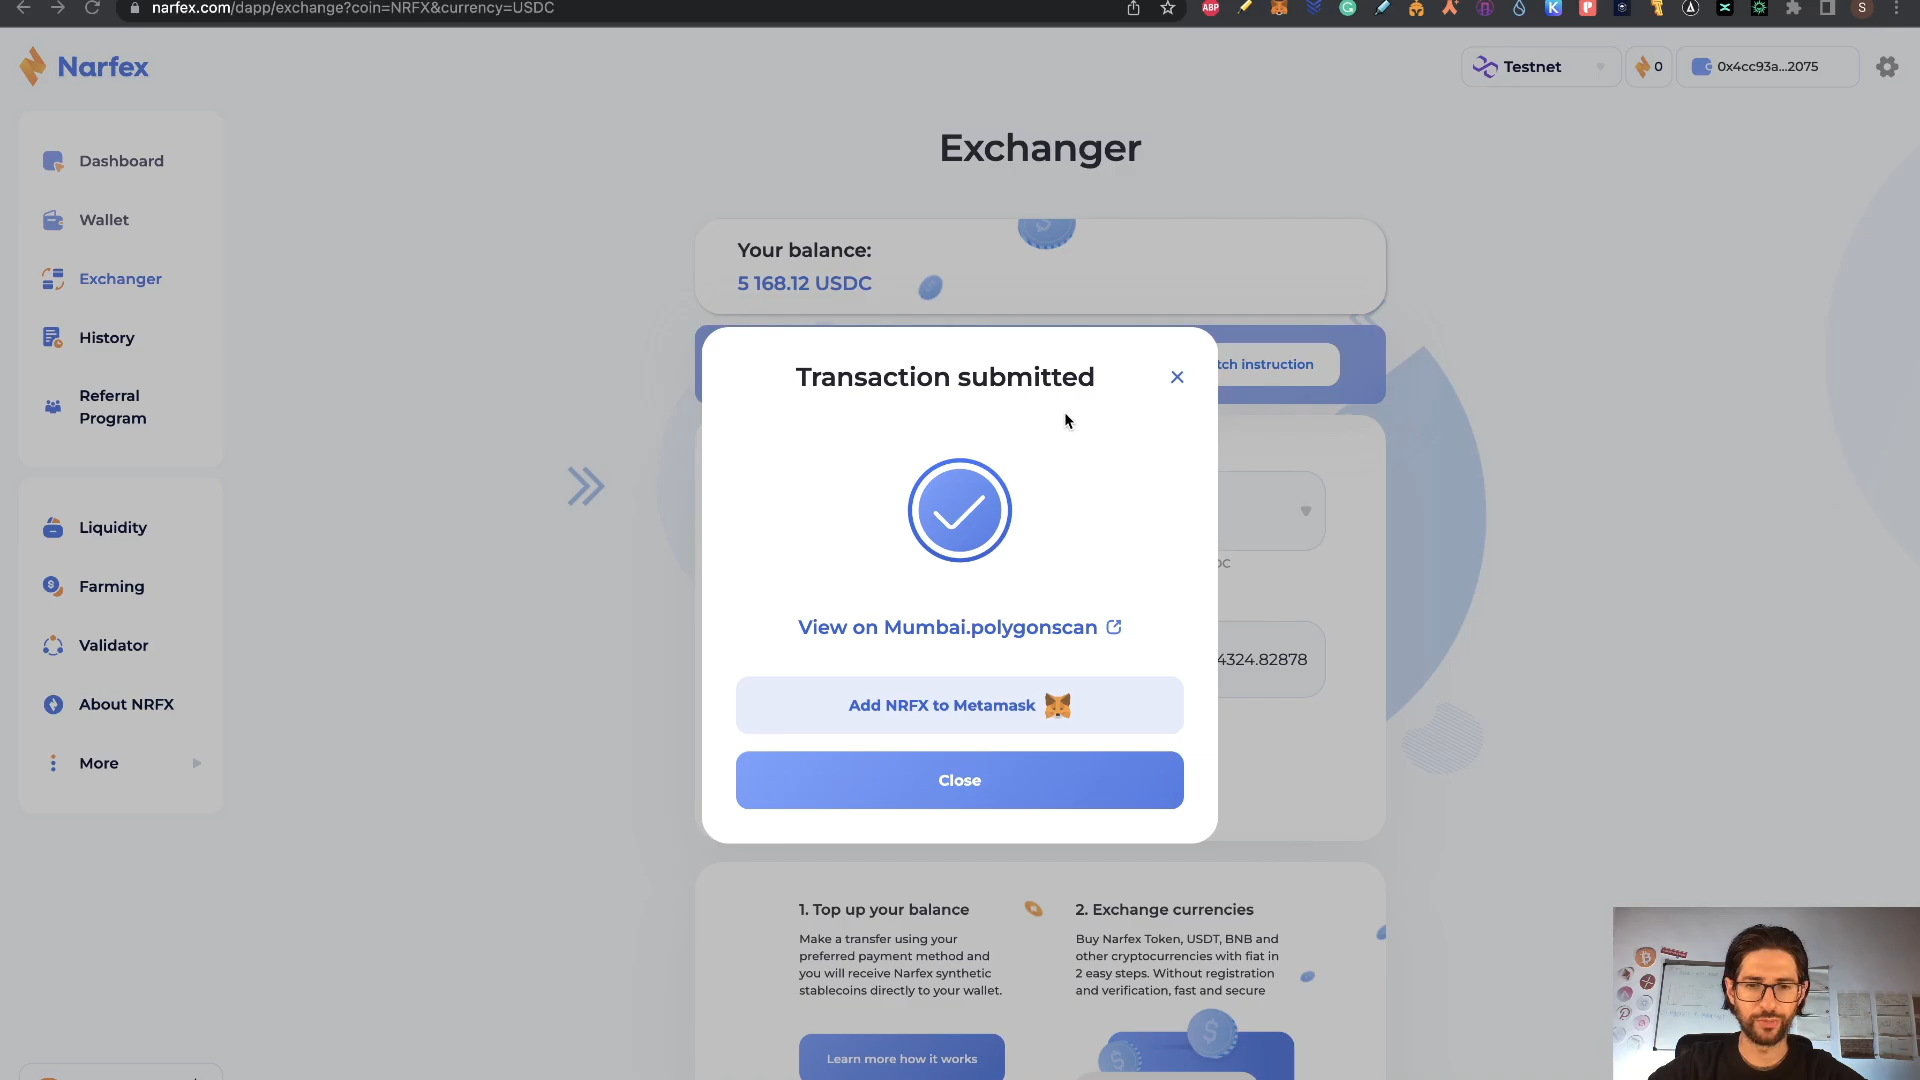 narfex.com/dapp/exchange?coin=NRFX&currency=USDC
ABP
K
S
Narfex
Testnet
0
0x4cc93a...2075
Dashboard
Wallet
Exchanger
History
Referral
Program
Liquidity
Farming
Validator
About NRFX
More
Exchanger
Your balance:
5 168.12 USDC
tch instruction
Transaction submitted
View on Mumbai.polygonscan
Add NRFX to Metamask
Close
4324.82878
1. Top up your balance
Make a transfer using your
preferred payment method and
you will receive Narfex synthetic
stablecoins directly to your wallet.
Learn more how it works
2. Exchange currencies
Buy Narfex Token, USDT, BNB and
other cryptocurrencies with fiat in
2 easy steps. Without registration
and verification, fast and secure